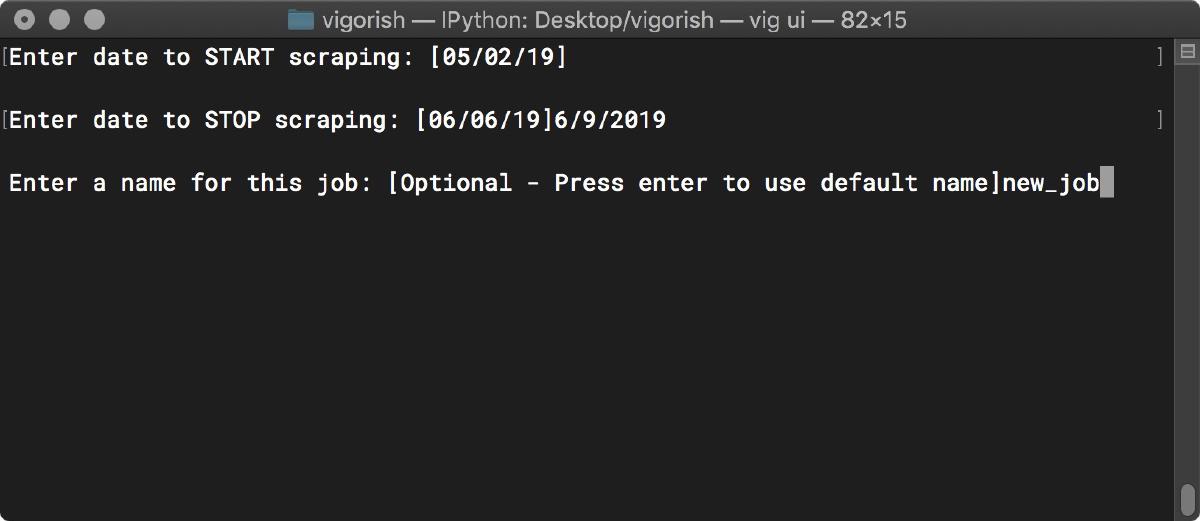 vigorish — IPython: Desktop/vigorish — vig ui — 82×15
[Enter date to START scraping: [05/02/19] ]
[Enter date to STOP scraping: [06/06/19]6/9/2019 ]
Enter a name for this job: [Optional - Press enter to use default name]new_job